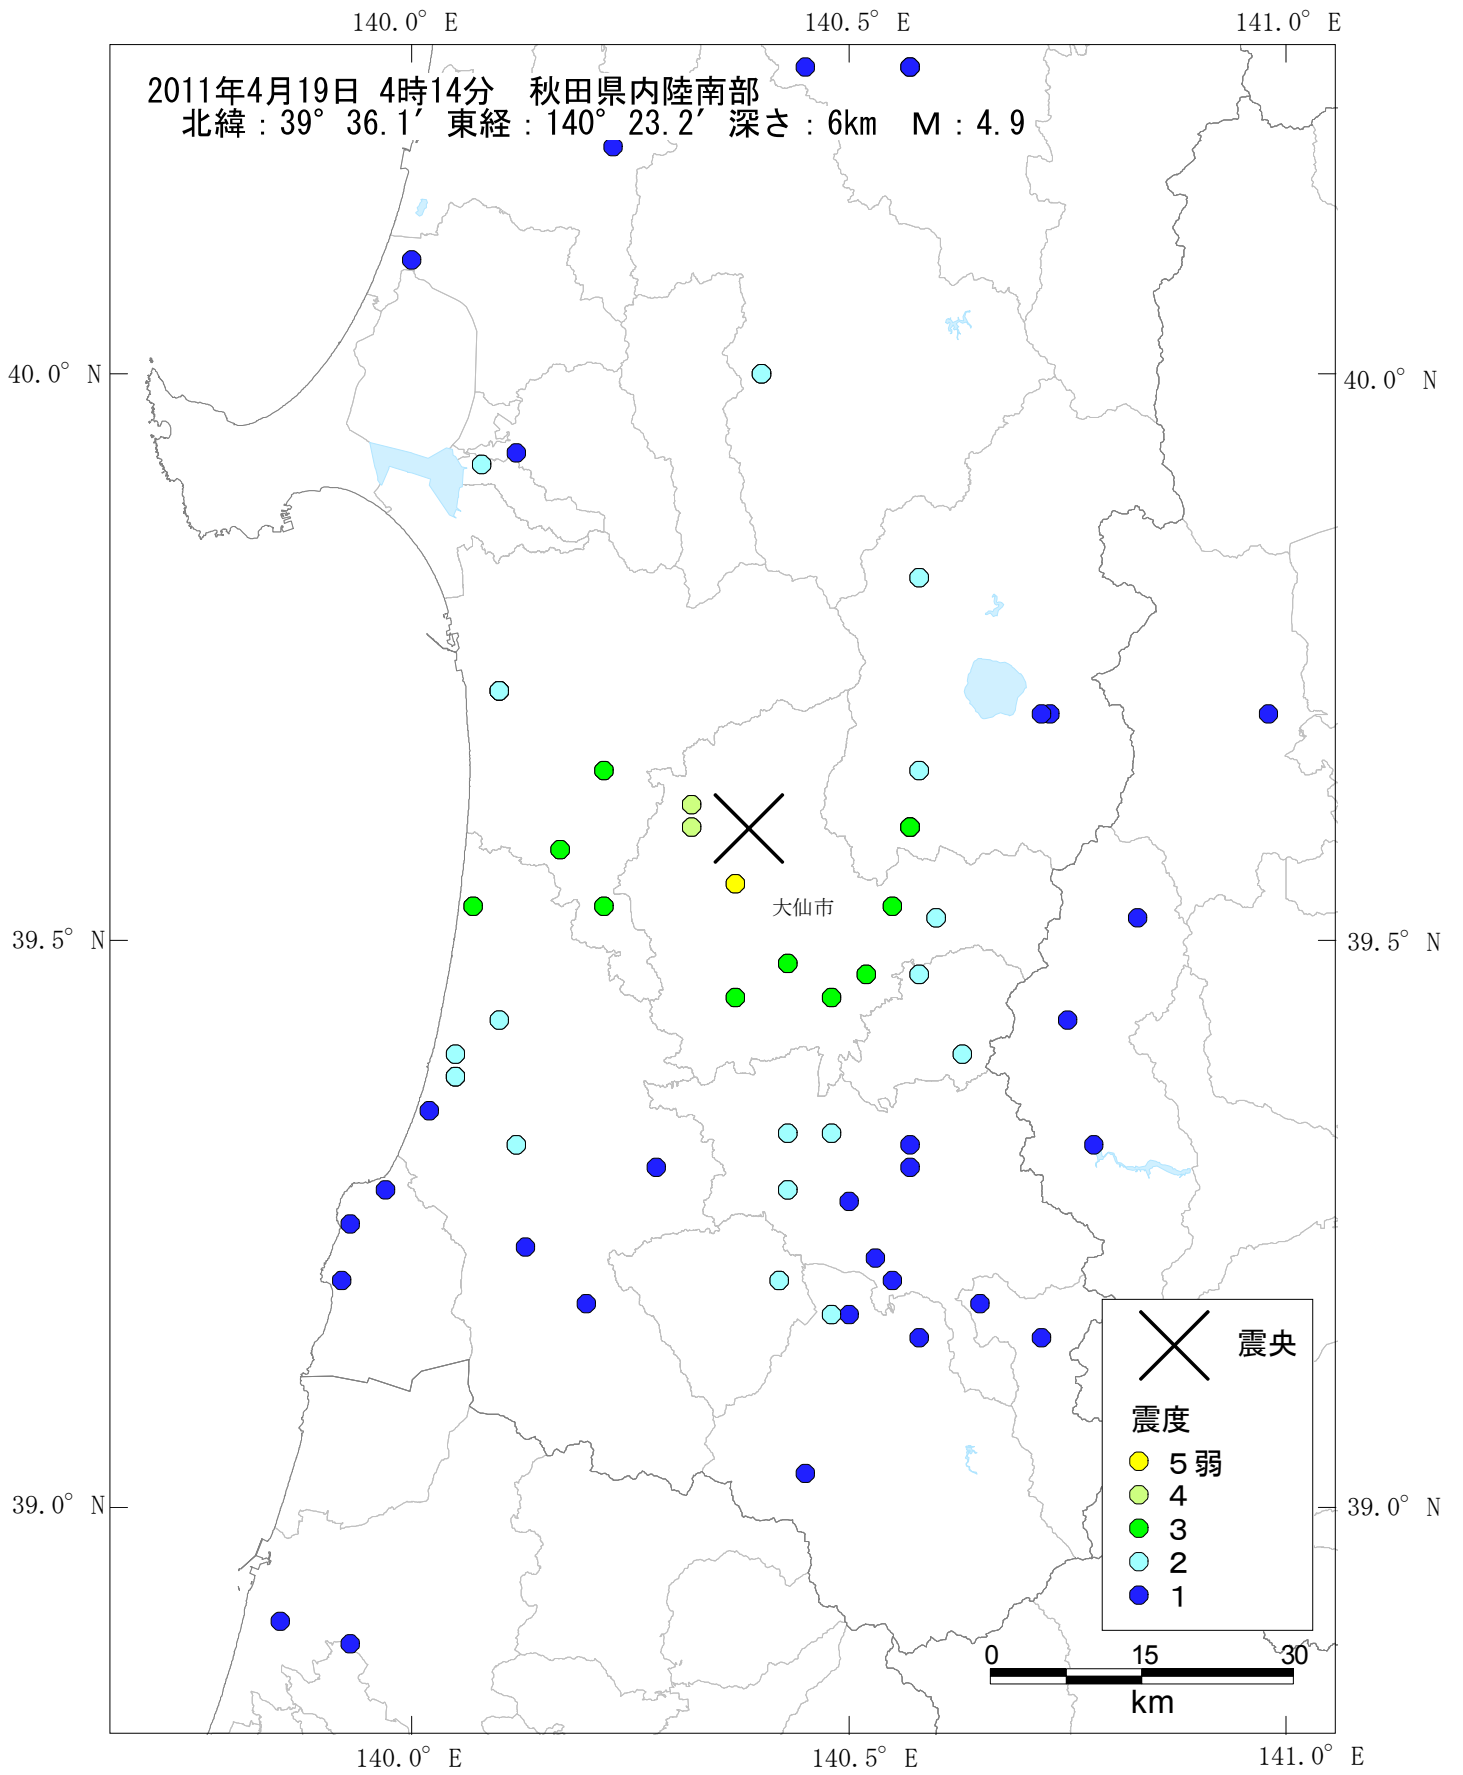 140.0° E 140.5° E 141.0° E
2011年4月19日 4時14分 秋田県内陸南部
北緯：39° 36.1′ 東経：140° 23.2′ 深さ：6km M：4.9
40.0° N 40.0° N
大仙市
39.5° N 39.5° N
震央
震度
5弱
4
39.0° N 39.0° N
3
2
1
0 15 30
km
140.0° E 140.5° E 141.0° E